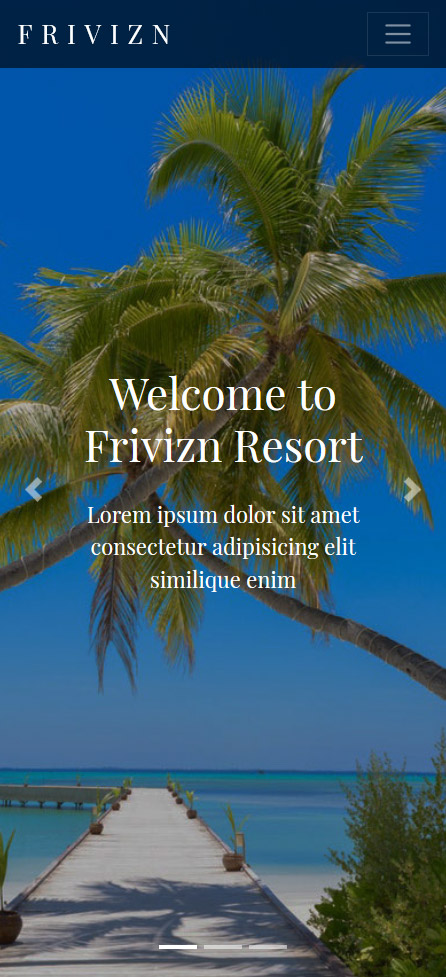 FRIVIZN
Welcome to
Frivizn Resort
Lorem ipsum dolor sit amet
consectetur adipisicing elit
similique enim